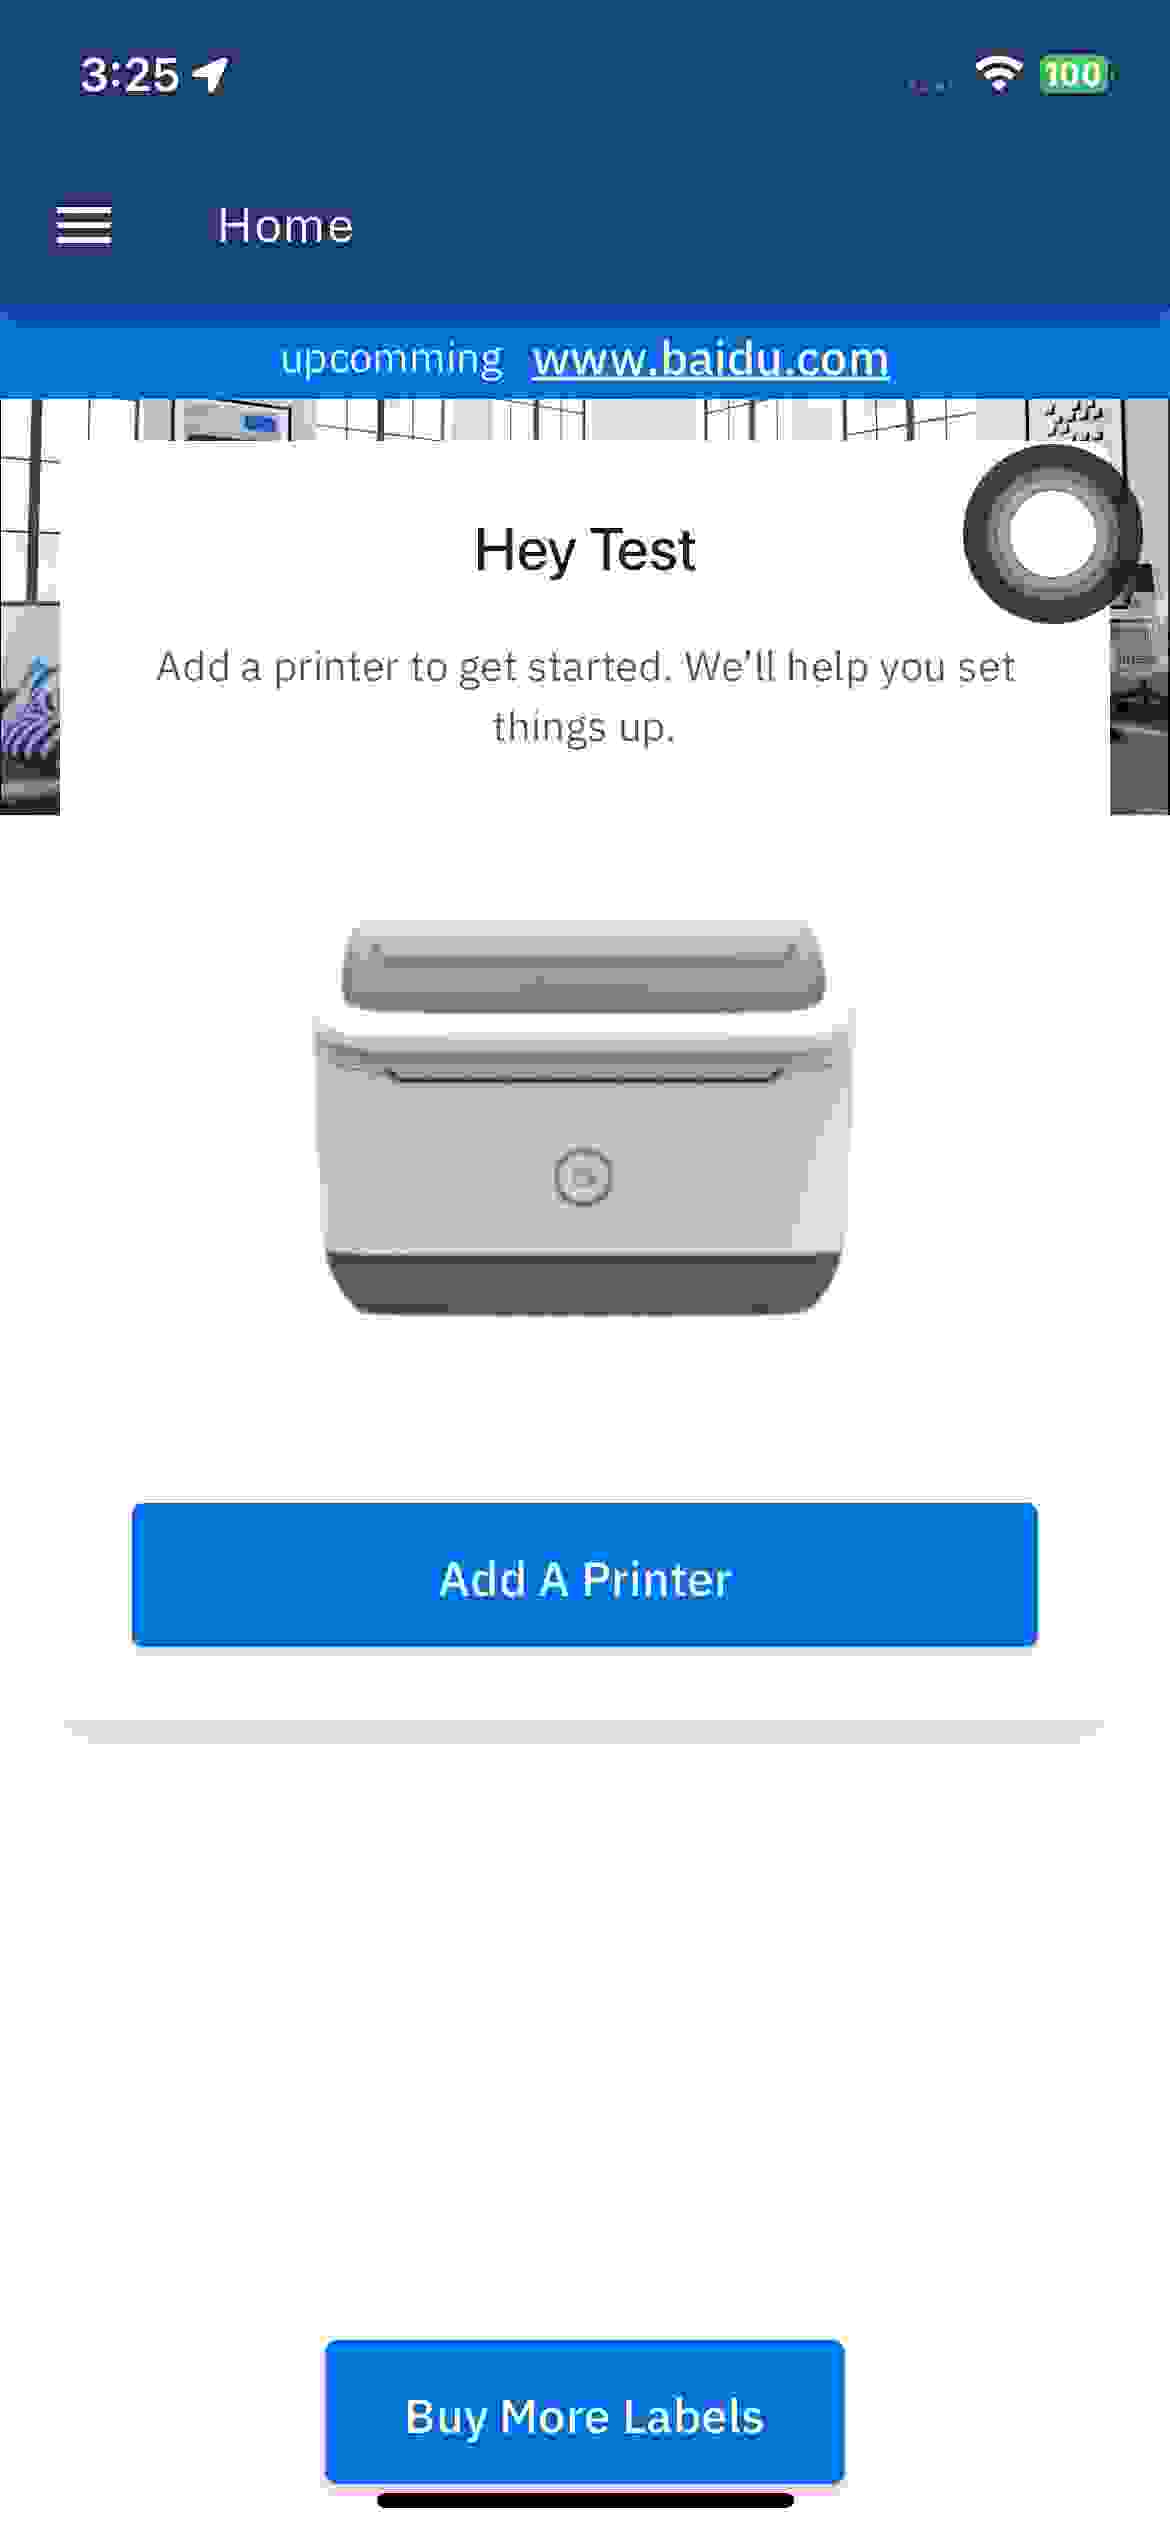 3:25
100
Home
upcomming www.baidu.com
Hey Test
Add a printer to get started. We'll help you set
things up.
Add A Printer
Buy More Labels